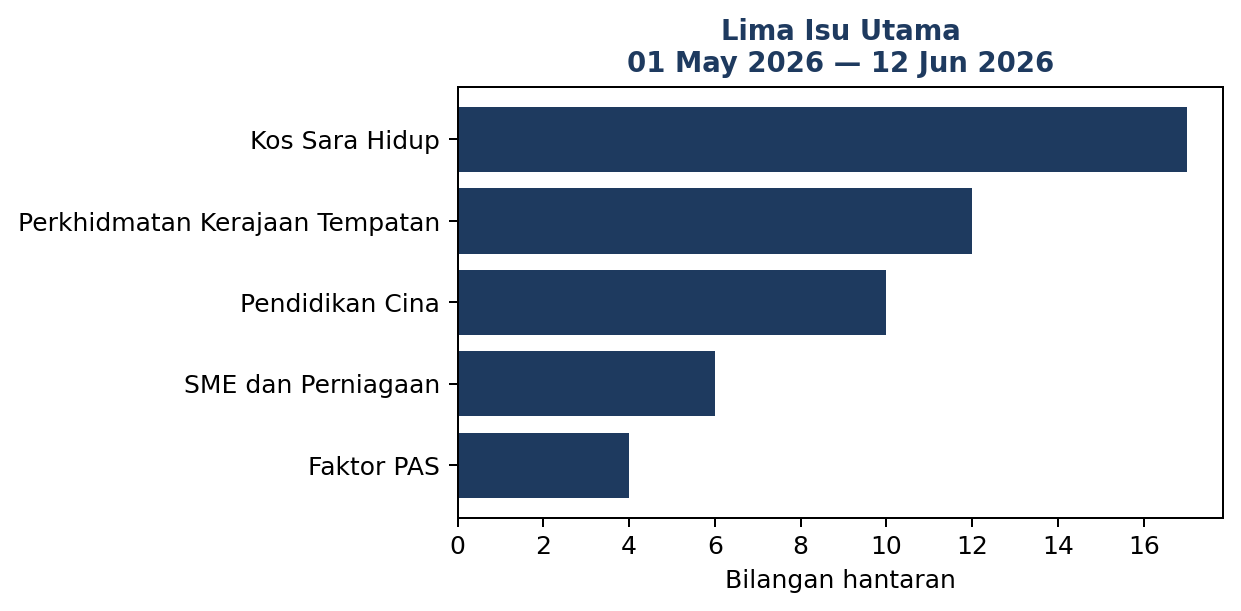 Lima Isu Utama
01 May 2026 — 12 Jun 2026
Kos Sara Hidup
Perkhidmatan Kerajaan Tempatan
Pendidikan Cina
SME dan Perniagaan
Faktor PAS
0 2 4 6 8 10 12 14 16
Bilangan hantaran